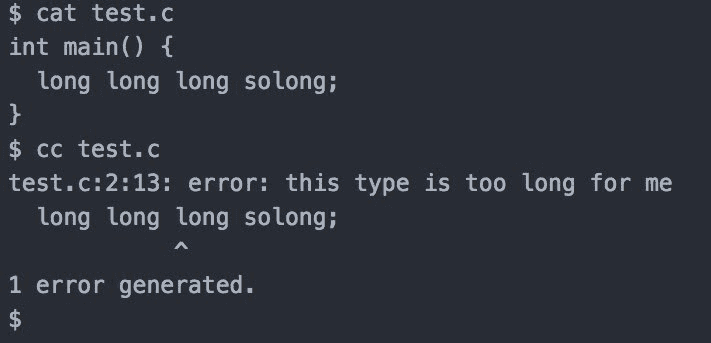 $ cat test.c
int main() {
  long long long solong;
}
$ cc test.c
test.c:2:13: error: this type is too long for me
  long long long solong;
            ^
1 error generated.
$